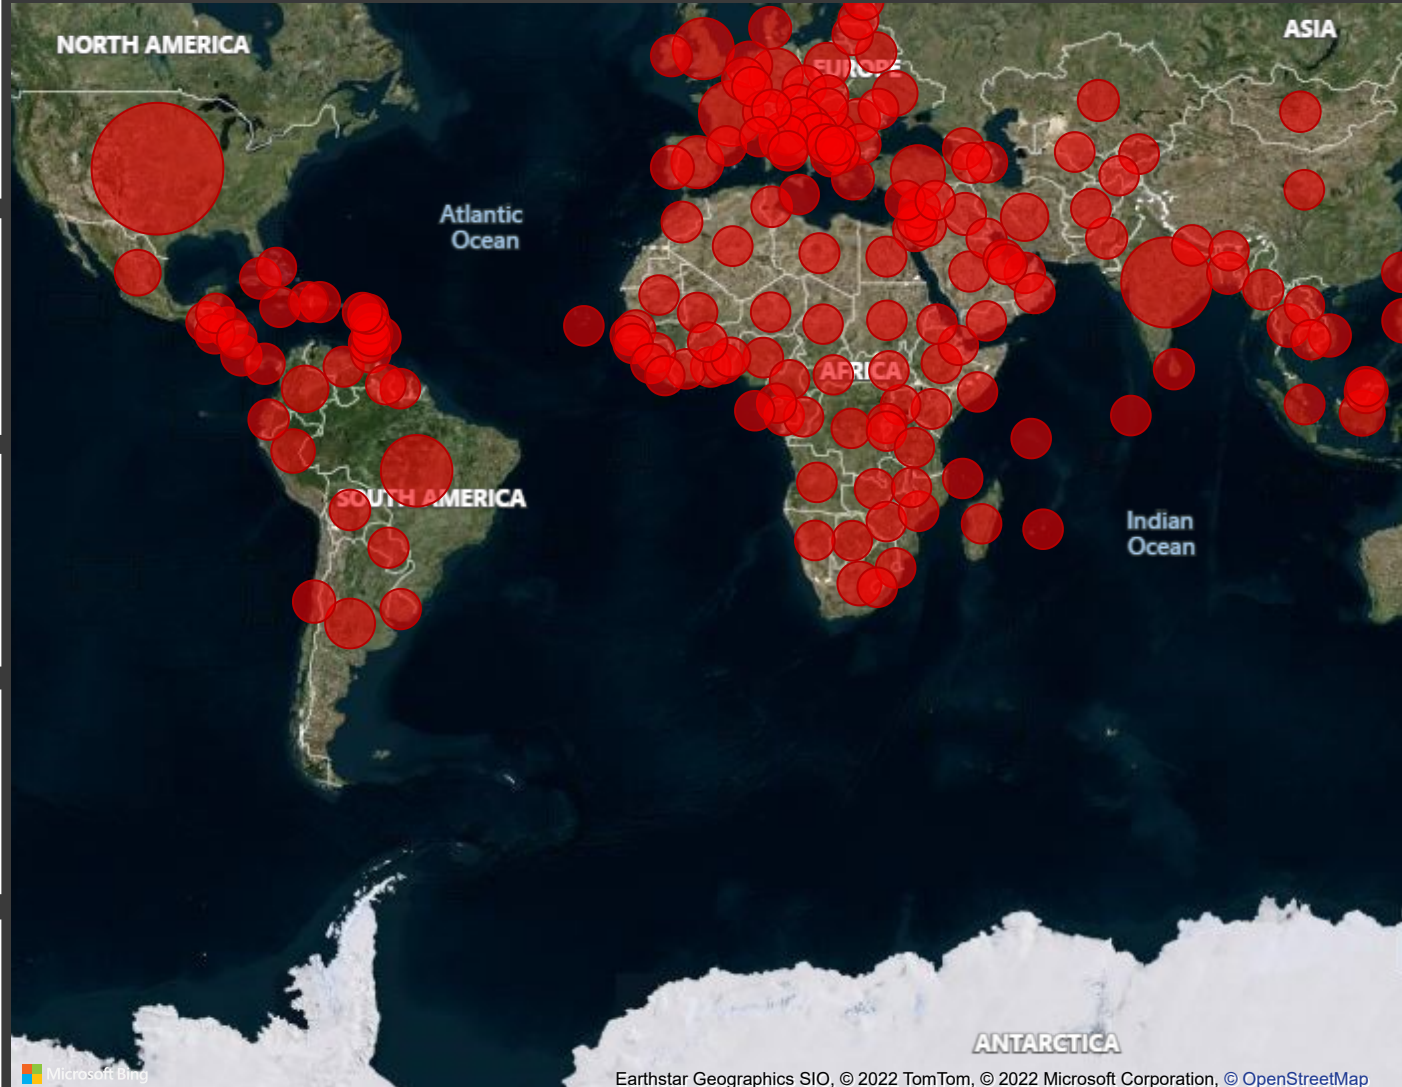 NORTH AMERICA
ASIA
EUROPE
Atlantic
Ocean
AFRICA
SOUTH AMERICA
Indian
Ocean
ANTARCTICA
Microsoft Bing
Earthstar Geographics SIO, © 2022 TomTom, © 2022 Microsoft Corporation, © OpenStreetMap